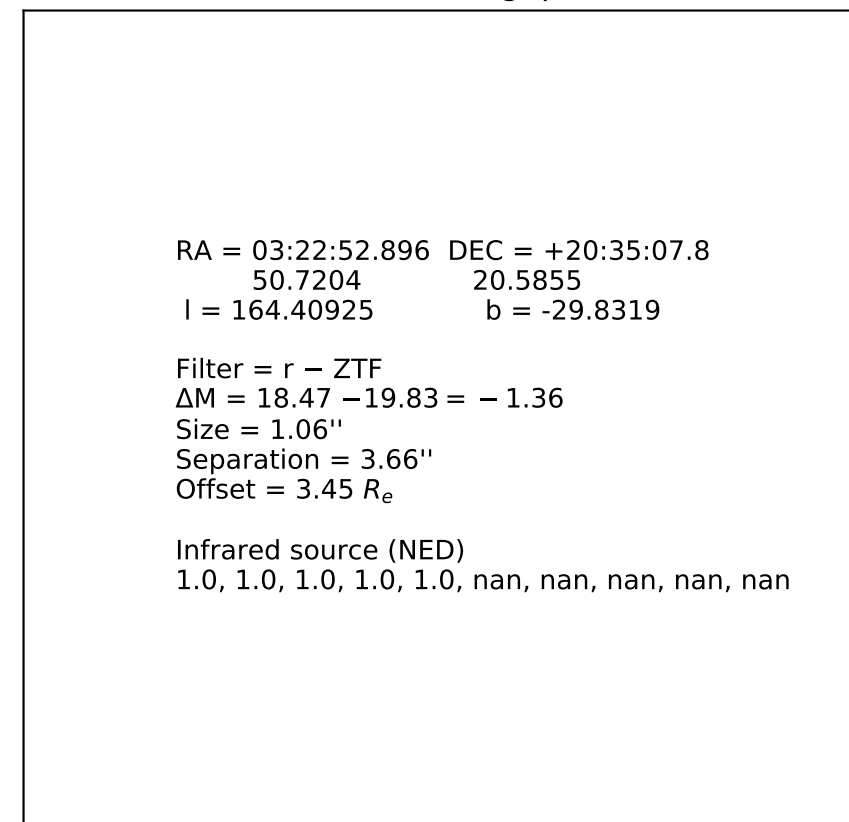 RA = 03:22:52.896 DEC = +20:35:07.8
50.7204 20.5855
l = 164.40925 b = -29.8319
Filter = r − ZTF
ΔM = 18.47 −19.83 = − 1.36
Size = 1.06''
Separation = 3.66''
Offset = 3.45 Rₑ
Infrared source (NED)
1.0, 1.0, 1.0, 1.0, 1.0, nan, nan, nan, nan, nan